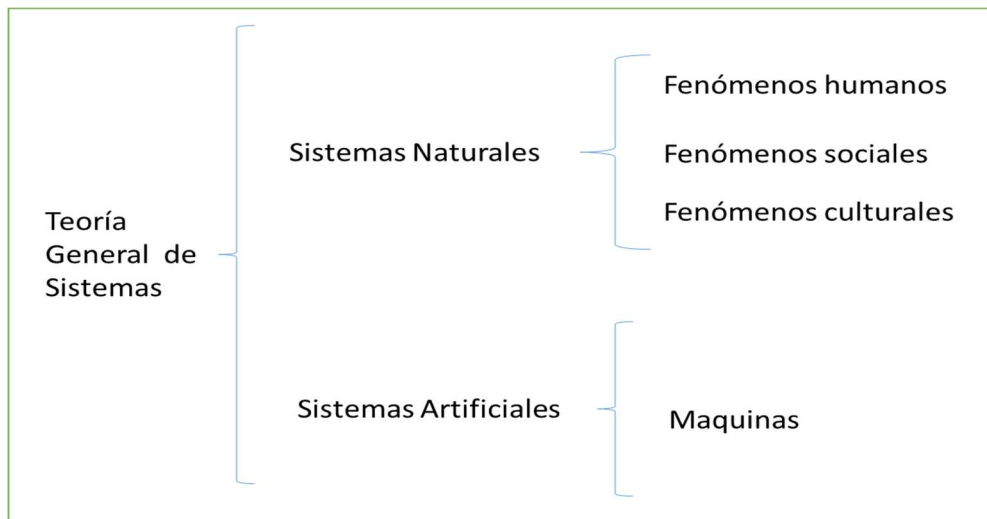 Teoría
General de
Sistemas
Sistemas Naturales
Fenómenos humanos
Fenómenos sociales
Fenómenos culturales
Sistemas Artificiales
Maquinas